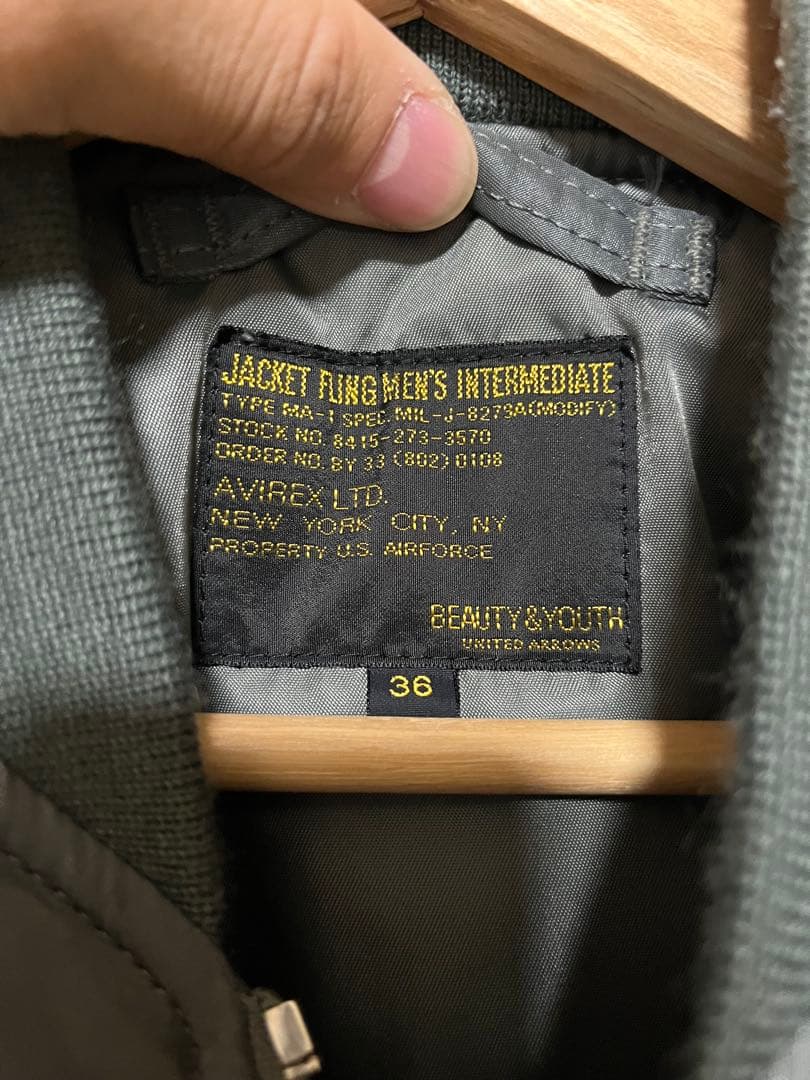 JACKET FLING MEN'S INTERMEDIATE
TYPE MA-1 SPEC MIL-J-8279A(MODIFY)
STOCK NO. 8415-273-3570
ORDER NO. BY 33 (802) 0108
AVIREX LTD.
NEW YORK CITY, NY
PROPERTY U.S. AIRFORCE
BEAUTY&YOUTH
UNITED ARROWS
36